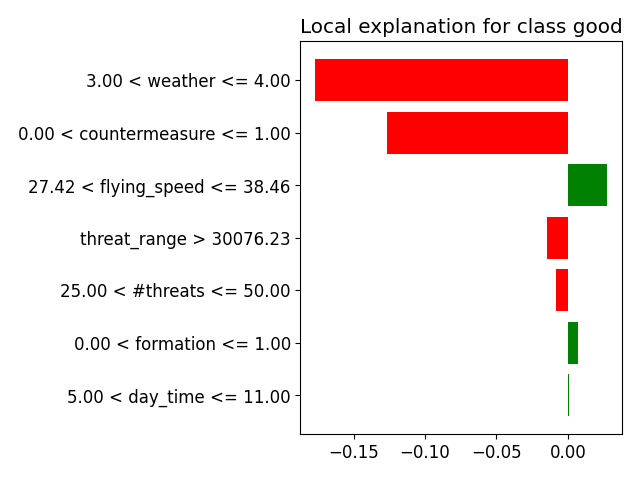 Local explanation for class good
3.00 < weather <= 4.00
0.00 < countermeasure <= 1.00
27.42 < flying_speed <= 38.46
threat_range > 30076.23
25.00 < #threats <= 50.00
0.00 < formation <= 1.00
5.00 < day_time <= 11.00
−0.15 −0.10 −0.05 0.00